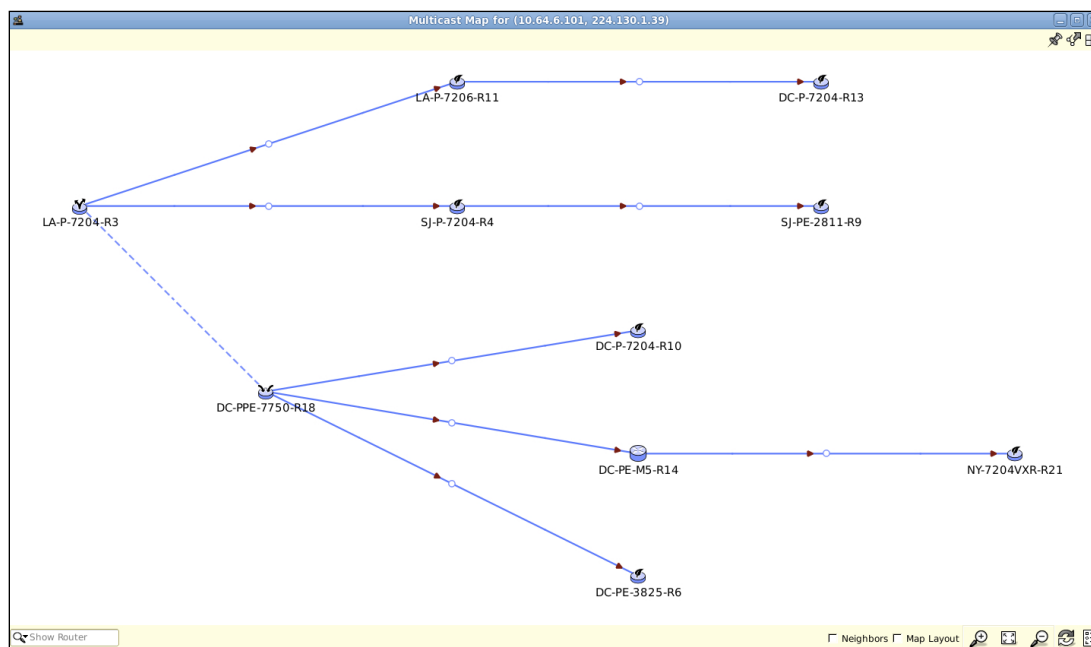 Multicast Map for (10.64.6.101, 224.130.1.39)
LA-P-7206-R11
DC-P-7204-R13
LA-P-7204-R3
SJ-P-7204-R4
SJ-PE-2811-R9
DC-P-7204-R10
DC-PPE-7750-R18
DC-PE-M5-R14
NY-7204VXR-R21
DC-PE-3825-R6
Show Router
Neighbors
Map Layout